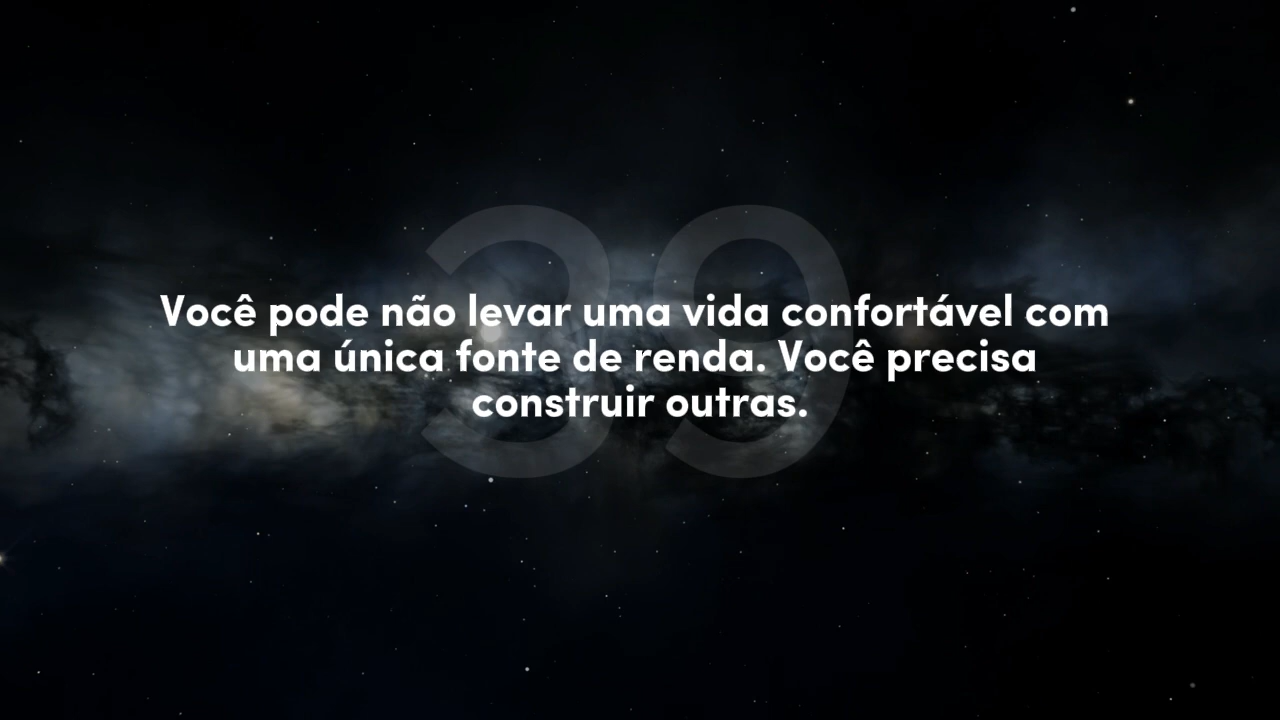 39
Você pode não levar uma vida confortável com
uma única fonte de renda. Você precisa
construir outras.